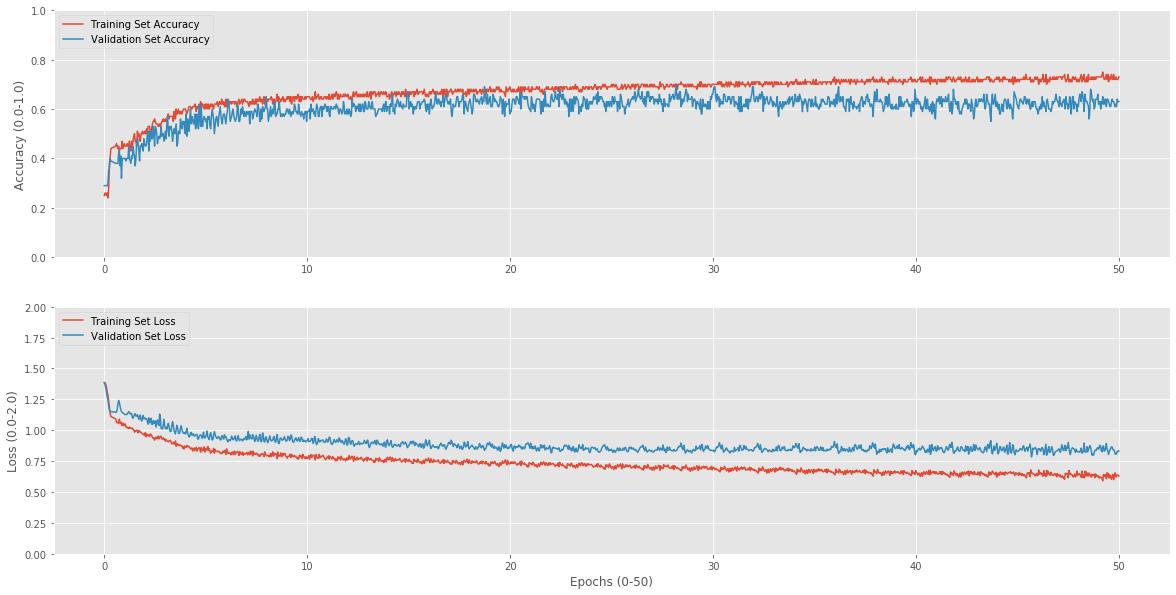 Training Set Accuracy
Validation Set Accuracy
Accuracy (0.0-1.0)
1.0
0.8
0.6
0.4
0.2
0.0
0 10 20 30 40 50
Training Set Loss
Validation Set Loss
Loss (0.0-2.0)
2.00
1.75
1.50
1.25
1.00
0.75
0.50
0.25
0.00
0 10 20 30 40 50
Epochs (0-50)